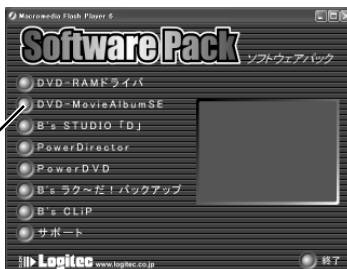 Macromedia Flash Player 6
Software Pack
ソフトウェアパック
DVD-RAMドライバ
DVD-MovieAlbumSE
B's STUDIO「D」
PowerDirector
PowerDVD
B's ラク～だ!バックアップ
B's CLiP
サポート
Logitec www.logitec.co.jp
終了